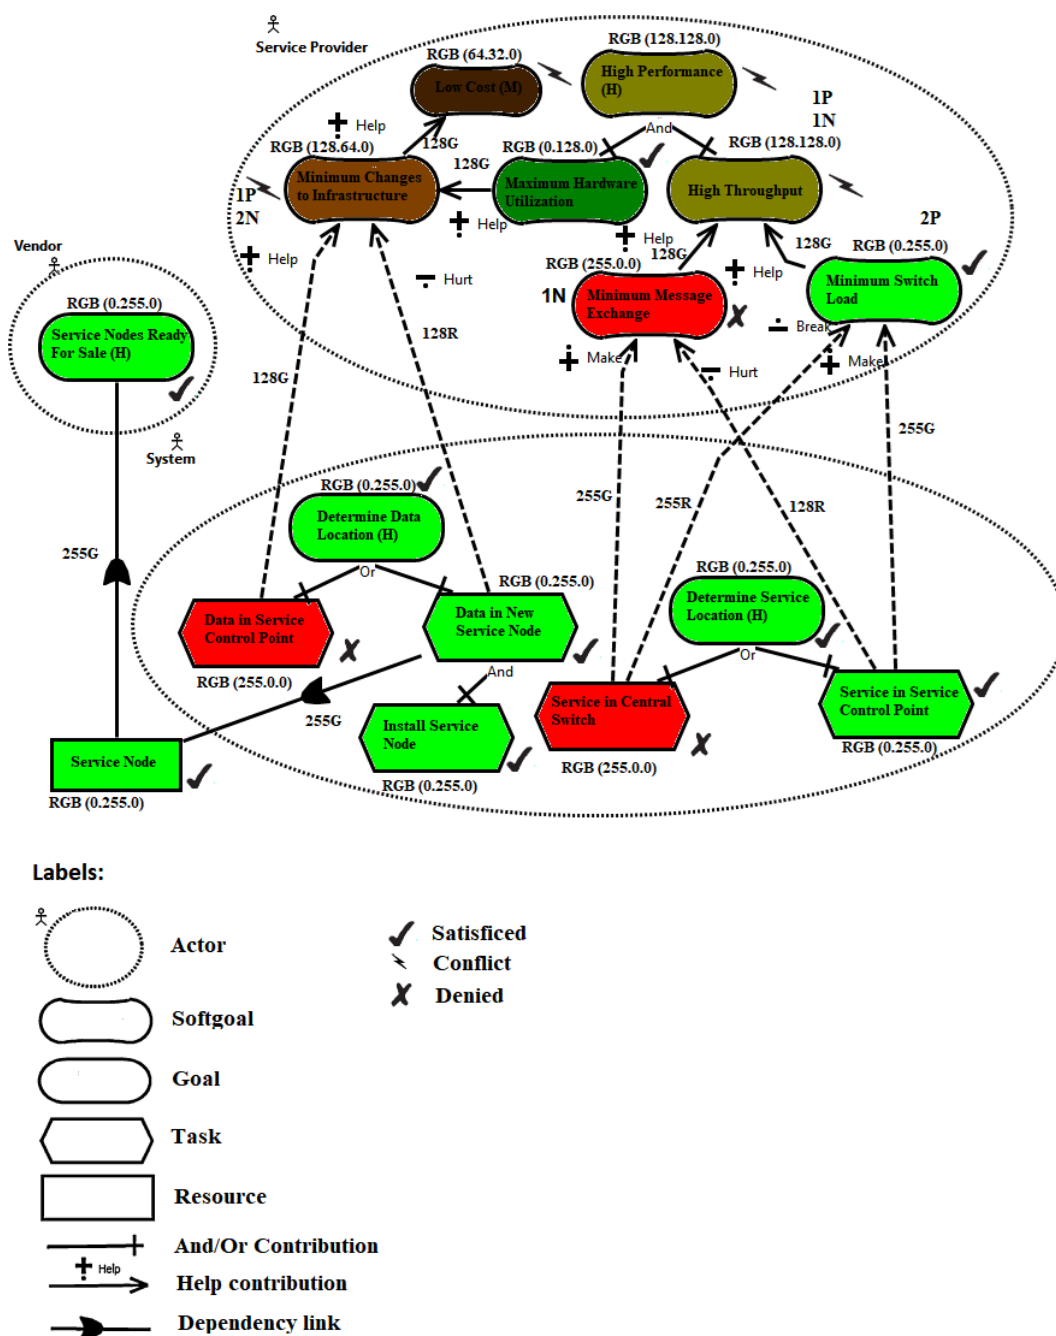 Service Provider
RGB (128.128.0)
RGB (64.32.0)
High Performance
(H)
Low Cost (M)
1P
1N
Help
And
128G
RGB (128.64.0)
RGB (0.128.0)
RGB (128.128.0)
128G
Minimum Changes
to Infrastructure
Maximum Hardware
Utilization
High Throughput
1P
2N
2P
Help
Help
Help
128G
128G
RGB (0.255.0)
Vendor
RGB (255.0.0)
Hurt
Help
1N
Minimum Message
Exchange
Minimum Switch
Load
RGB (0.255.0)
Service Nodes Ready
For Sale (H)
128R
Break
Make
Make
128G
Hurt
System
255G
255G
255R
128R
RGB (0.255.0)
Determine Data
Location (H)
255G
Or
RGB (0.255.0)
RGB (0.255.0)
Determine Service
Location (H)
Data in Service
Control Point
Data in New
Service Node
Or
RGB (255.0.0)
And
255G
Install Service
Node
Service in Central
Switch
Service in Service
Control Point
Service Node
RGB (0.255.0)
RGB (255.0.0)
RGB (0.255.0)
RGB (0.255.0)
Labels:
Actor
Satisficed
Conflict
Denied
Softgoal
Goal
Task
Resource
And/Or Contribution
Help
Help contribution
Dependency link